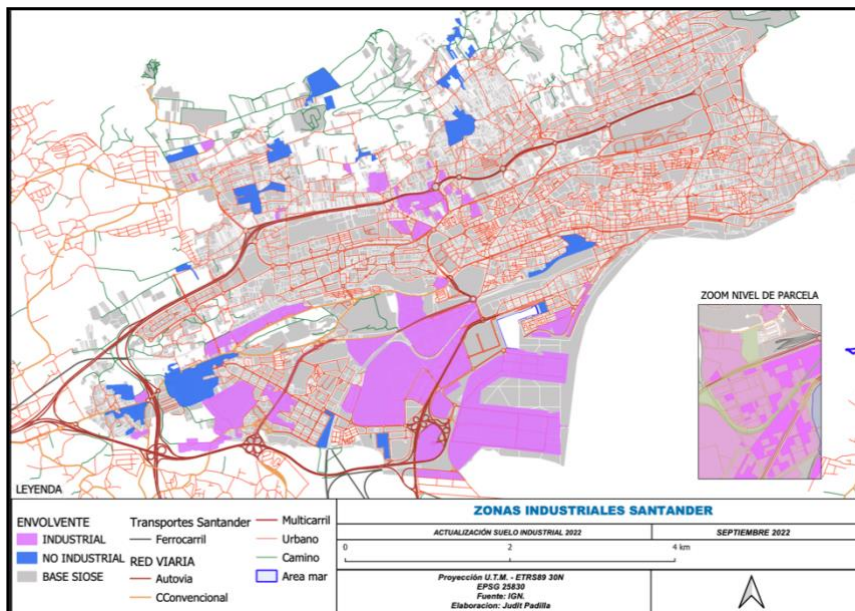 ZOOM NIVEL DE PARCELA
LEYENDA
ENVOLVENTE
INDUSTRIAL
NO INDUSTRIAL
BASE SIOSE
Transportes Santander
Ferrocarril
RED VIARIA
Autovia
CConvencional
Multicarril
Urbano
Camino
Area mar
ZONAS INDUSTRIALES SANTANDER
ACTUALIZACIÓN SUELO INDUSTRIAL 2022
SEPTIEMBRE 2022
0 2 4 km
Proyección U.T.M. - ETRS89 30N
EPSG 25830
Fuente: IGN.
Elaboracion: Judit Padilla